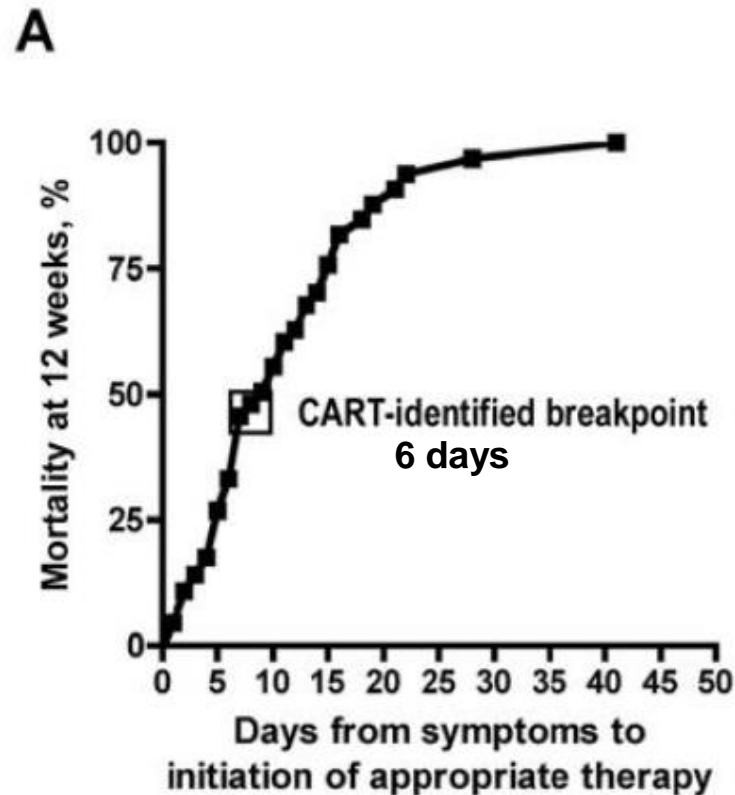 A
Mortality at 12 weeks, %
100
75
50
25
0
CART-identified breakpoint
6 days
0 5 10 15 20 25 30 35 40 45 50
Days from symptoms to
initiation of appropriate therapy